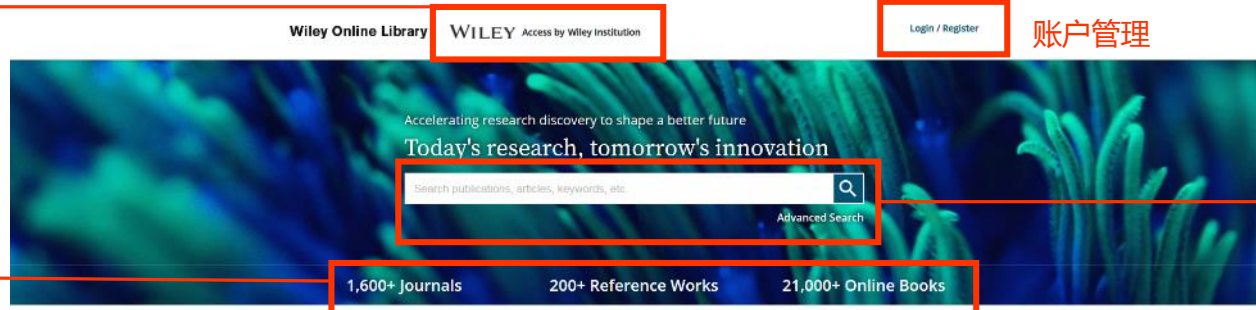 Wiley Online Library WILEY Access by Wiley Institution Login / Register 账户管理
Accelerating research discovery to shape a better future
Today's research, tomorrow's innovation
Search publications, articles, keywords, etc.
Advanced Search
1,600+ Journals 200+ Reference Works 21,000+ Online Books